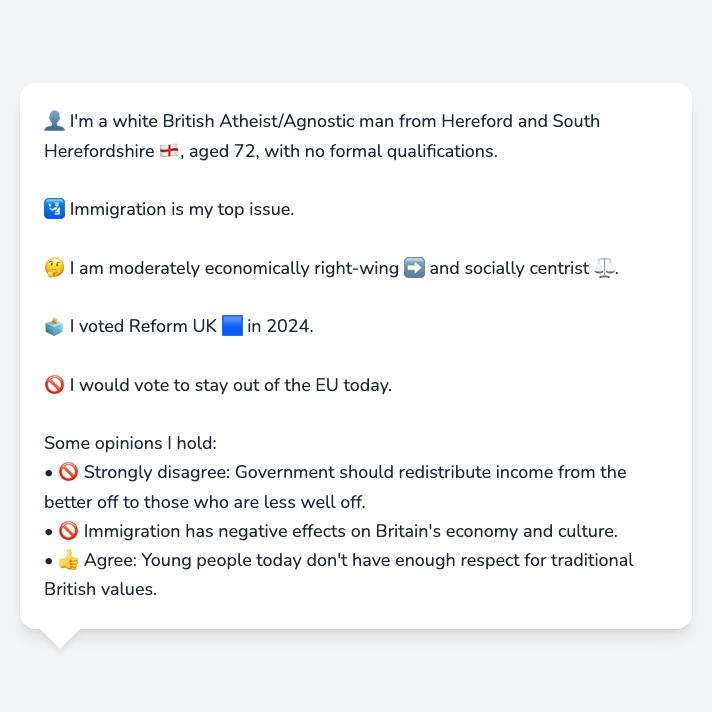 👤 I'm a white British Atheist/Agnostic man from Hereford and South
Herefordshire 🏴󠁧󠁢󠁥󠁮󠁧󠁿, aged 72, with no formal qualifications.
🛂 Immigration is my top issue.
🤔 I am moderately economically right-wing ➡️ and socially centrist ⚖️.
🗳️ I voted Reform UK 🟦 in 2024.
🚫 I would vote to stay out of the EU today.
Some opinions I hold:
• 🚫 Strongly disagree: Government should redistribute income from the
better off to those who are less well off.
• 🚫 Immigration has negative effects on Britain's economy and culture.
• 👍 Agree: Young people today don't have enough respect for traditional
British values.